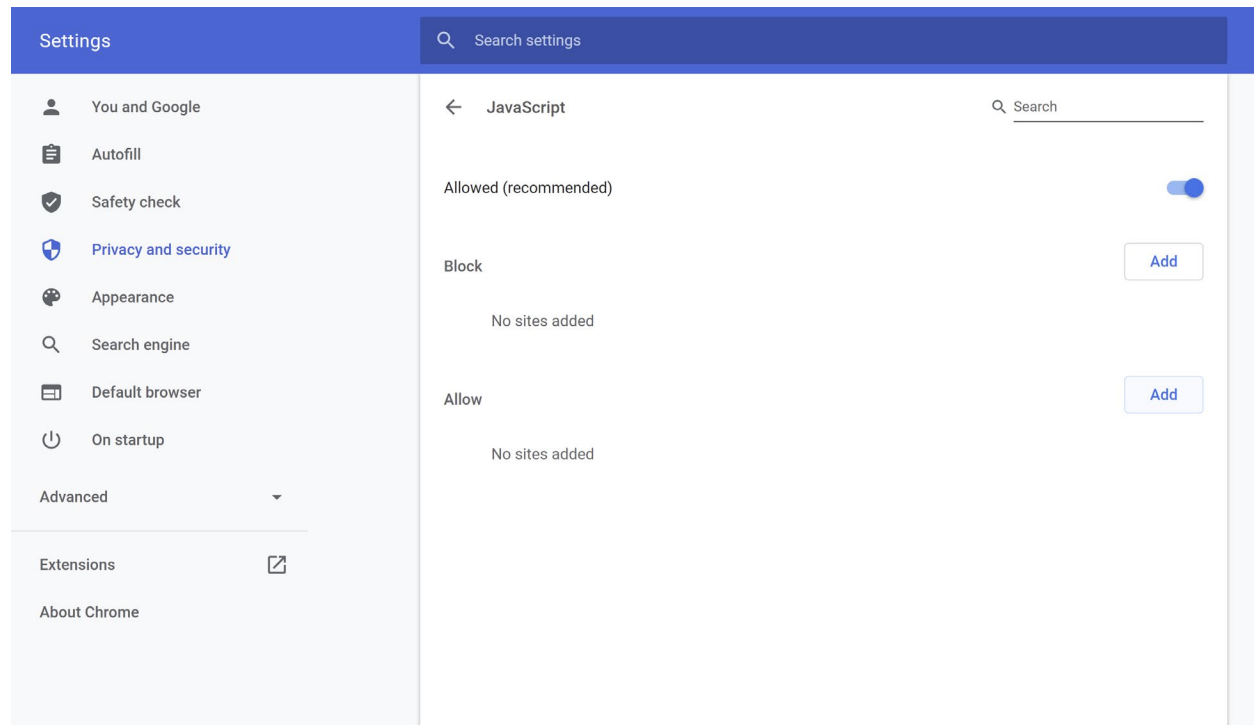 Settings
Search settings
You and Google
Autofill
Safety check
Privacy and security
Appearance
Search engine
Default browser
On startup
Advanced
Extensions
About Chrome
JavaScript
Search
Allowed (recommended)
Block
Add
No sites added
Allow
Add
No sites added